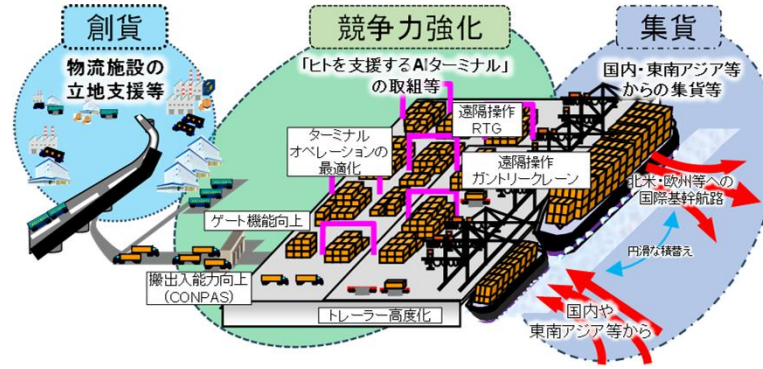 創貨
物流施設の
立地支援等
競争力強化
「ヒトを支援するAIターミナル」
の取組等
集貨
国内・東南アジア等
からの集貨等
遠隔操作
RTG
ターミナル
オペレーションの
最適化
遠隔操作
ガントリークレーン
北米・欧州等への
国際基幹航路
ゲート機能向上
円滑な積替え
搬出入能力向上
(CONPAS)
トレーラー高度化
国内や
東南アジア等から